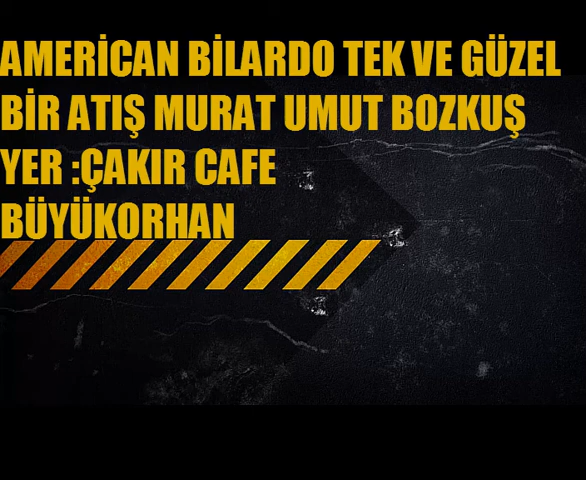 AMERİCAN BİLARDO TEK VE GÜZEL
BİR ATIŞ MURAT UMUT BOZKUŞ
YER :ÇAKIR CAFE
BÜYÜKORHAN